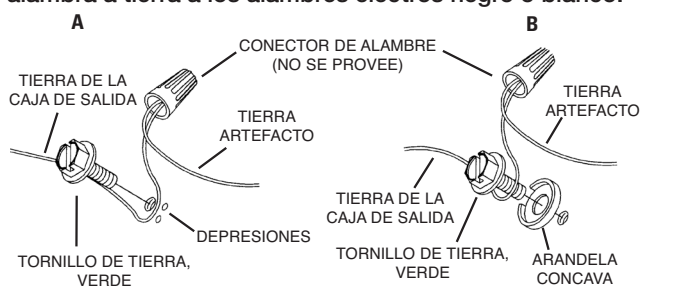 alambra a tierra a los alambres electros negro o blanco.
A
B
CONECTOR DE ALAMBRE
(NO SE PROVEE)
TIERRA DE LA
CAJA DE SALIDA
TIERRA
ARTEFACTO
TIERRA
ARTEFACTO
TIERRA DE LA
CAJA DE SALIDA
DEPRESIONES
TORNILLO DE TIERRA,
VERDE
TORNILLO DE TIERRA,
VERDE
ARANDELA
CONCAVA